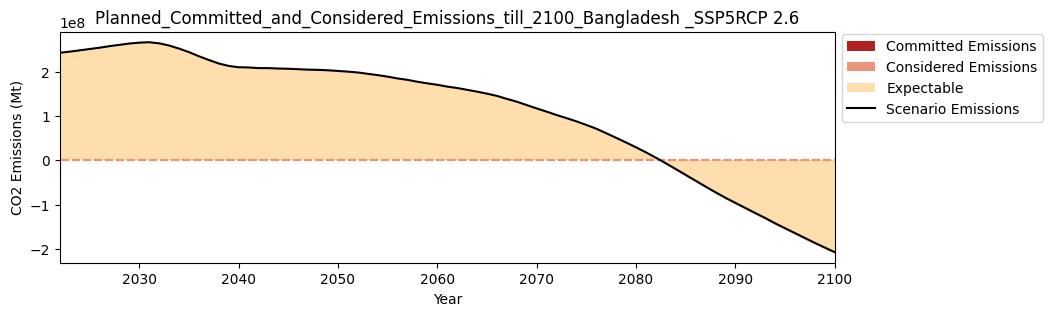 Planned_Committed_and_Considered_Emissions_till_2100_Bangladesh _SSP5RCP 2.6
1e8
CO2 Emissions (Mt)
2
1
0
−1
−2
2030 2040 2050 2060 2070 2080 2090 2100
Year
Committed Emissions
Considered Emissions
Expectable
Scenario Emissions